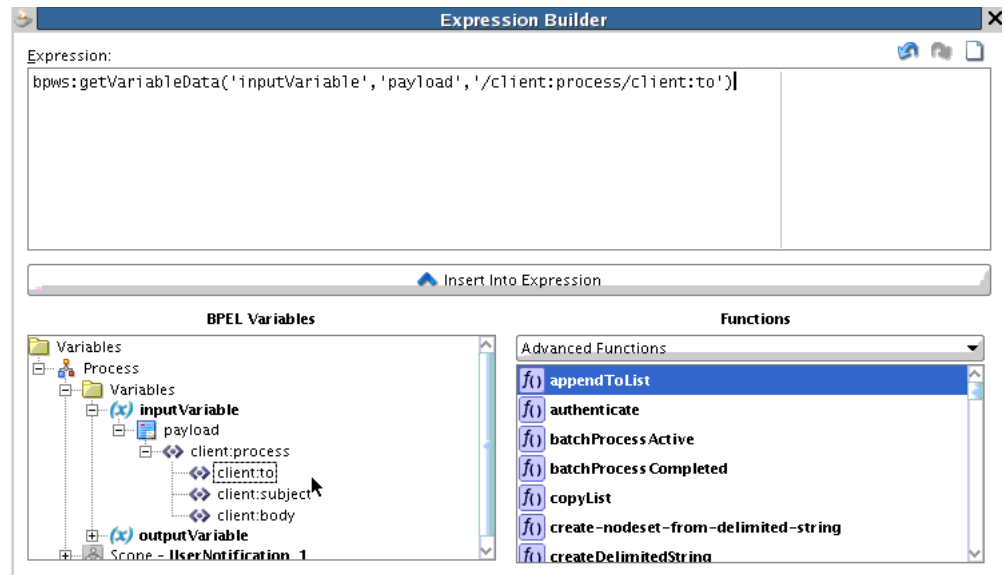 Expression Builder
Expression:
bpws:getVariableData('inputVariable','payload','/client:process/client:to')
Insert Into Expression
BPEL Variables
Variables
Process
Variables
inputVariable
payload
client:process
client:to
client:subject
client:body
outputVariable
Scope - UserNotification_1
Functions
Advanced Functions
f() appendToList
f() authenticate
f() batchProcessActive
f() batchProcessCompleted
f() copyList
f() create-nodeset-from-delimited-string
f() createDelimitedString